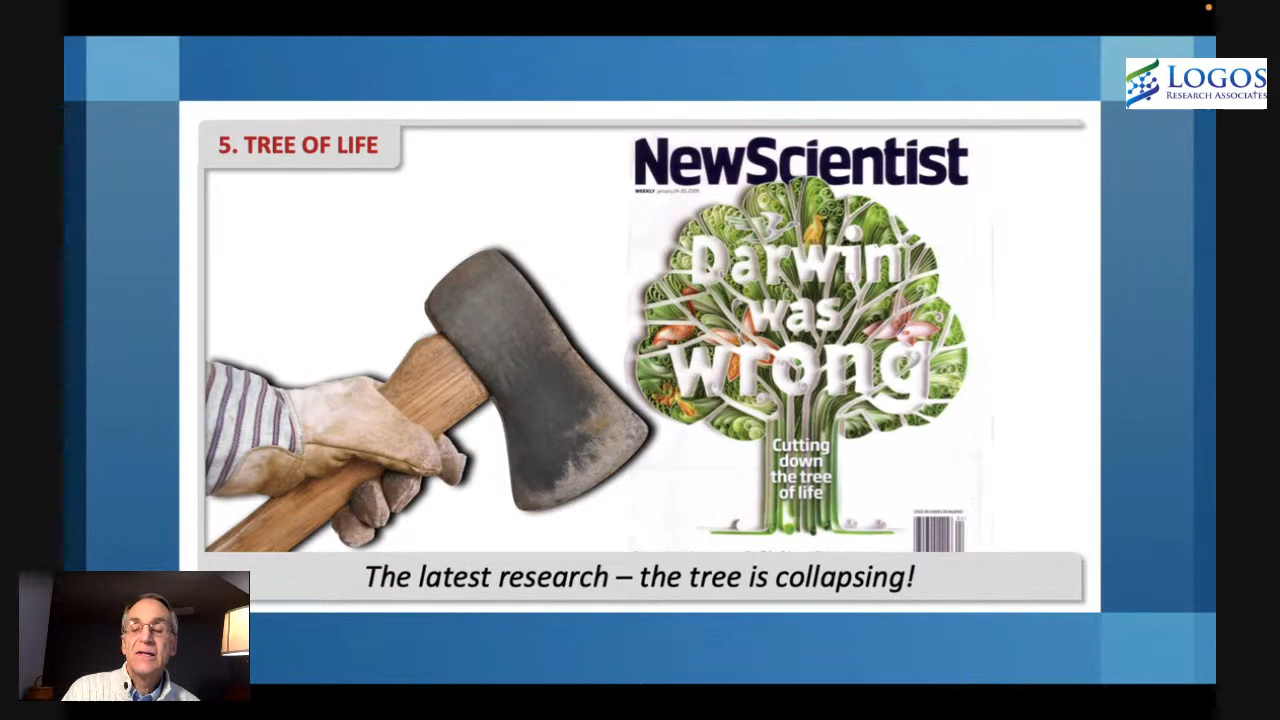 LOGOS
RESEARCH ASSOCIATES
5. TREE OF LIFE
NewScientist
WEEKLY
Darwin
was
wrong
Cutting
down
the tree
of life
The latest research – the tree is collapsing!